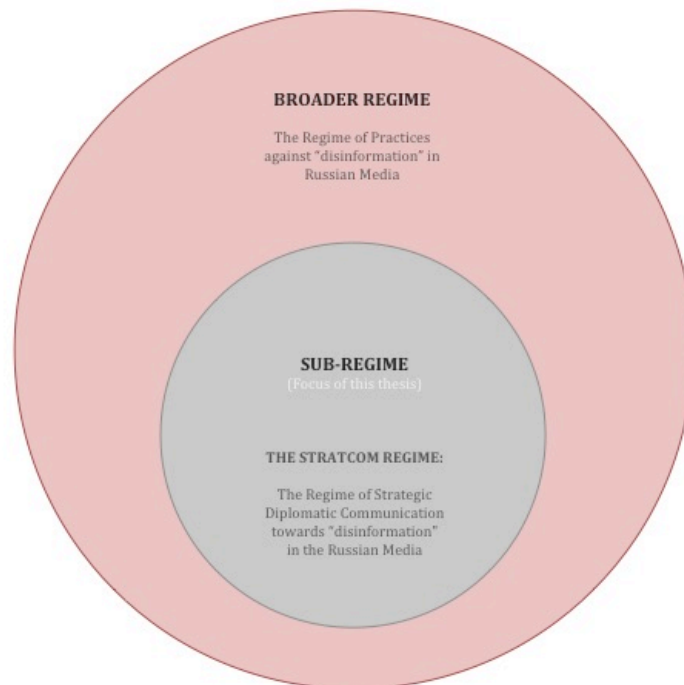 BROADER REGIME
The Regime of Practices
against “disinformation” in
Russian Media
SUB-REGIME
(Focus of this thesis)
THE STRATCOM REGIME:
The Regime of Strategic
Diplomatic Communication
towards “disinformation”
in the Russian Media